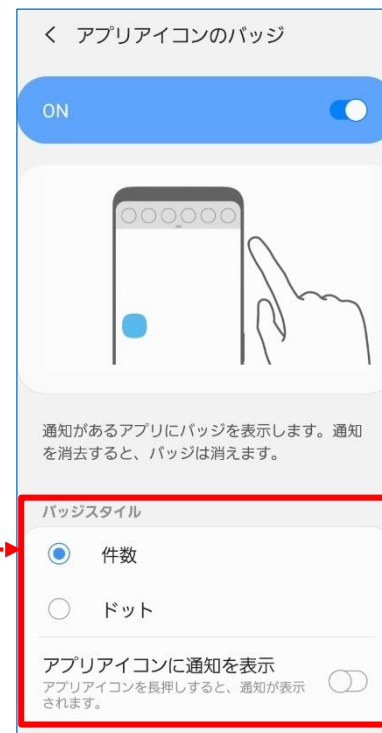 アプリアイコンのバッジ
ON
通知があるアプリにバッジを表示します。通知
を消去すると、バッジは消えます。
バッジスタイル
件数
ドット
アプリアイコンに通知を表示
アプリアイコンを長押しすると、通知が表示
されます。